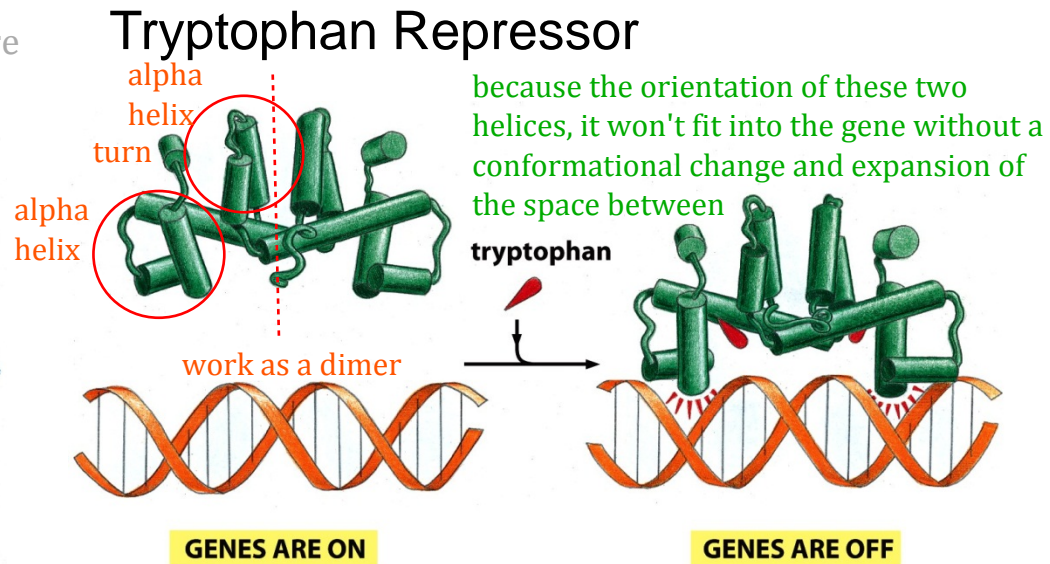 re
Tryptophan Repressor
alpha
helix
turn
alpha
helix
because the orientation of these two
helices, it won't fit into the gene without a
conformational change and expansion of
the space between
tryptophan
work as a dimer
GENES ARE ON
GENES ARE OFF